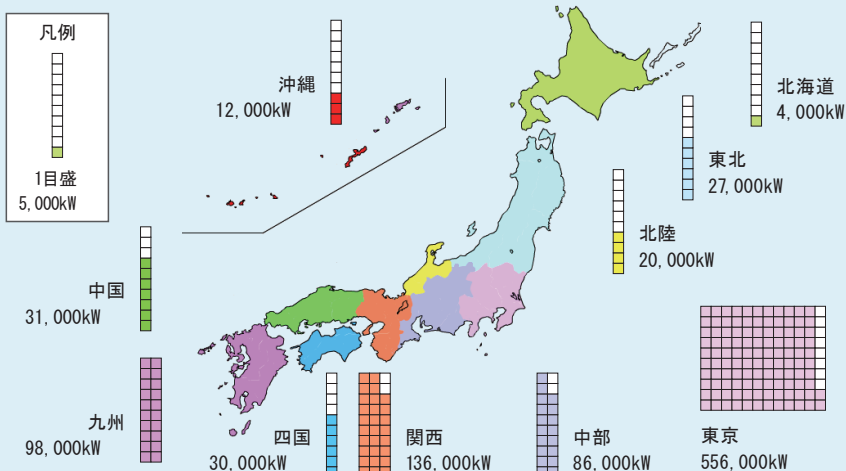 凡例
1目盛
5,000kW
沖縄
12,000kW
北海道
4,000kW
東北
27,000kW
北陸
20,000kW
中国
31,000kW
九州
98,000kW
四国
30,000kW
関西
136,000kW
中部
86,000kW
東京
556,000kW